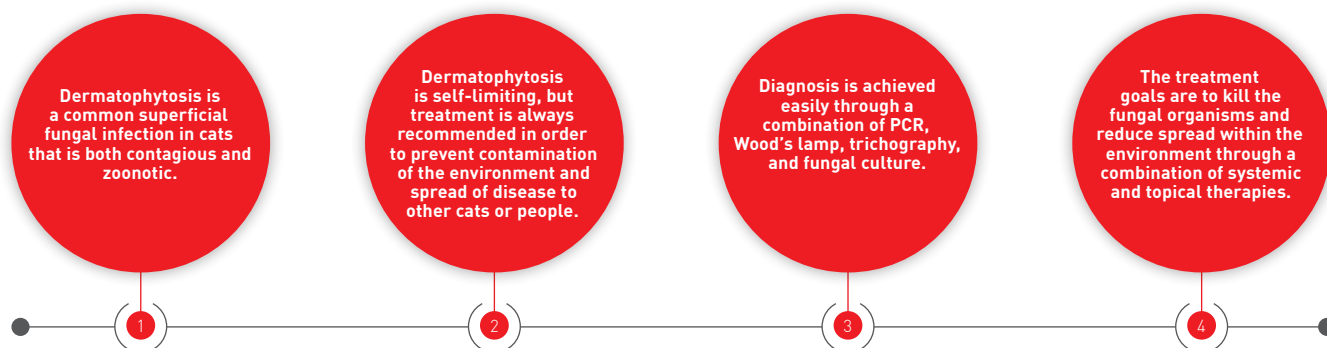 Dermatophytosis is
a common superficial
fungal infection in cats
that is both contagious and
zoonotic.
Dermatophytosis
is self-limiting, but
treatment is always
recommended in order
to prevent contamination
of the environment and
spread of disease to
other cats or people.
Diagnosis is achieved
easily through a
combination of PCR,
Wood's lamp, trichography,
and fungal culture.
The treatment
goals are to kill the
fungal organisms and
reduce spread within the
environment through a
combination of systemic
and topical therapies.
1
2
3
4